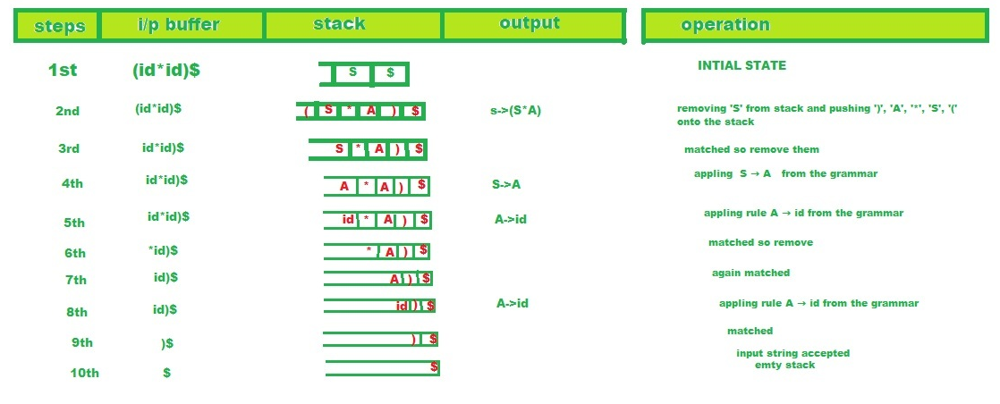 steps i/p buffer stack output operation
1st (id*id)$ S $ INTIAL STATE
2nd (id*id)$ ( S * A ) $ s->(S*A) removing 'S' from stack and pushing ')', 'A', '*', 'S', '('
onto the stack
3rd id*id)$ S * A ) $ matched so remove them
4th id*id)$ A * A ) $ S->A appling S → A from the grammar
5th id*id)$ id * A ) $ A->id appling rule A → id from the grammar
6th *id)$ * A ) $ matched so remove
7th id)$ A ) $ again matched
8th id)$ id ) $ A->id appling rule A → id from the grammar
9th )$ ) $ matched
10th $ $ input string accepted
emty stack